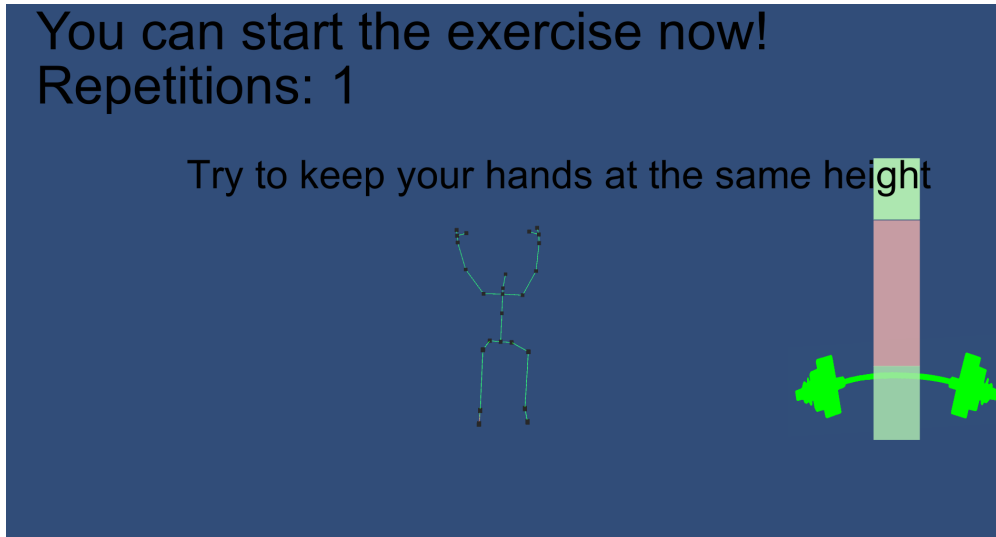 You can start the exercise now!
Repetitions: 1
Try to keep your hands at the same height